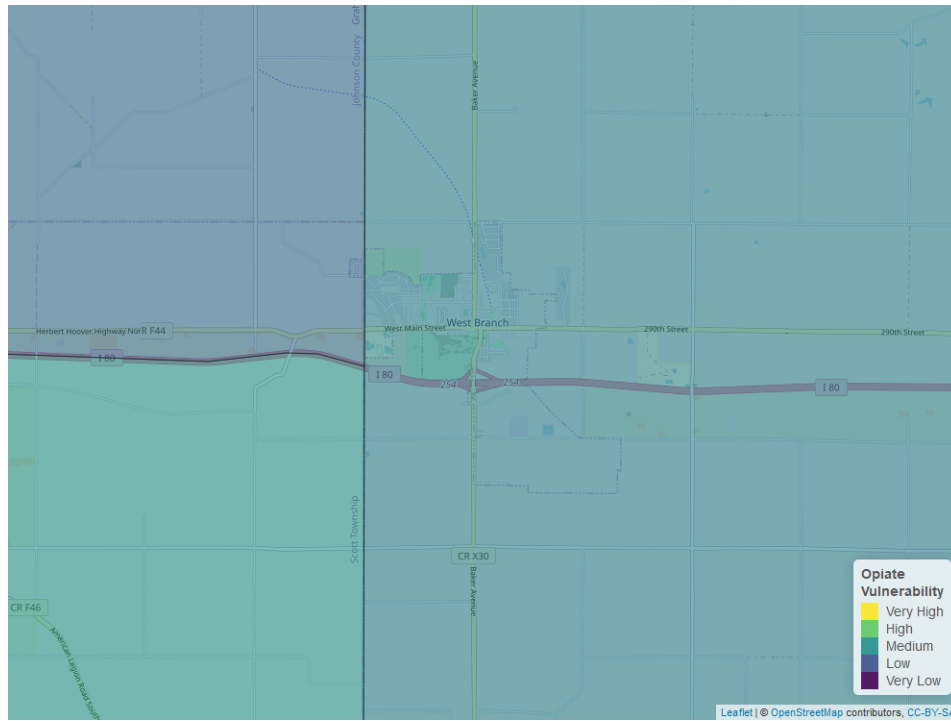 Johnson County
Grah
Baker Avenue
West Branch
West Main Street
Herbert Hoover Highway Nor
R F44
290th Street
290th Street
I 80
I 80
254
254
I 80
Scott Township
CR X30
Baker Avenue
CR F46
American Legion Road South
Opiate
Vulnerability
Very High
High
Medium
Low
Very Low
Leaflet | © OpenStreetMap contributors, CC-BY-SA